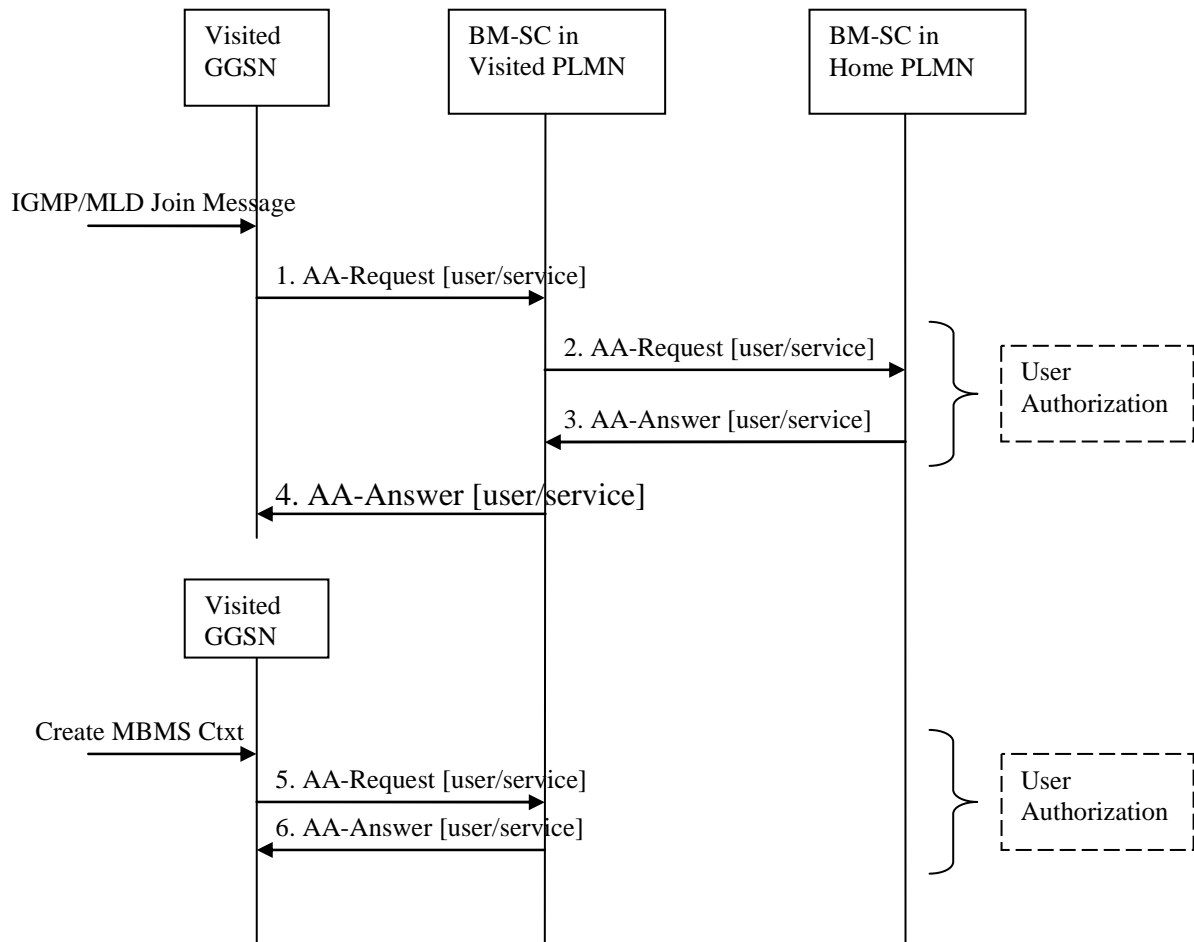 Visited
GGSN
BM-SC in
Visited PLMN
BM-SC in
Home PLMN
IGMP/MLD Join Message
1. AA-Request [user/service]
2. AA-Request [user/service]
3. AA-Answer [user/service]
User
Authorization
4. AA-Answer [user/service]
Visited
GGSN
Create MBMS Ctxt
5. AA-Request [user/service]
6. AA-Answer [user/service]
User
Authorization